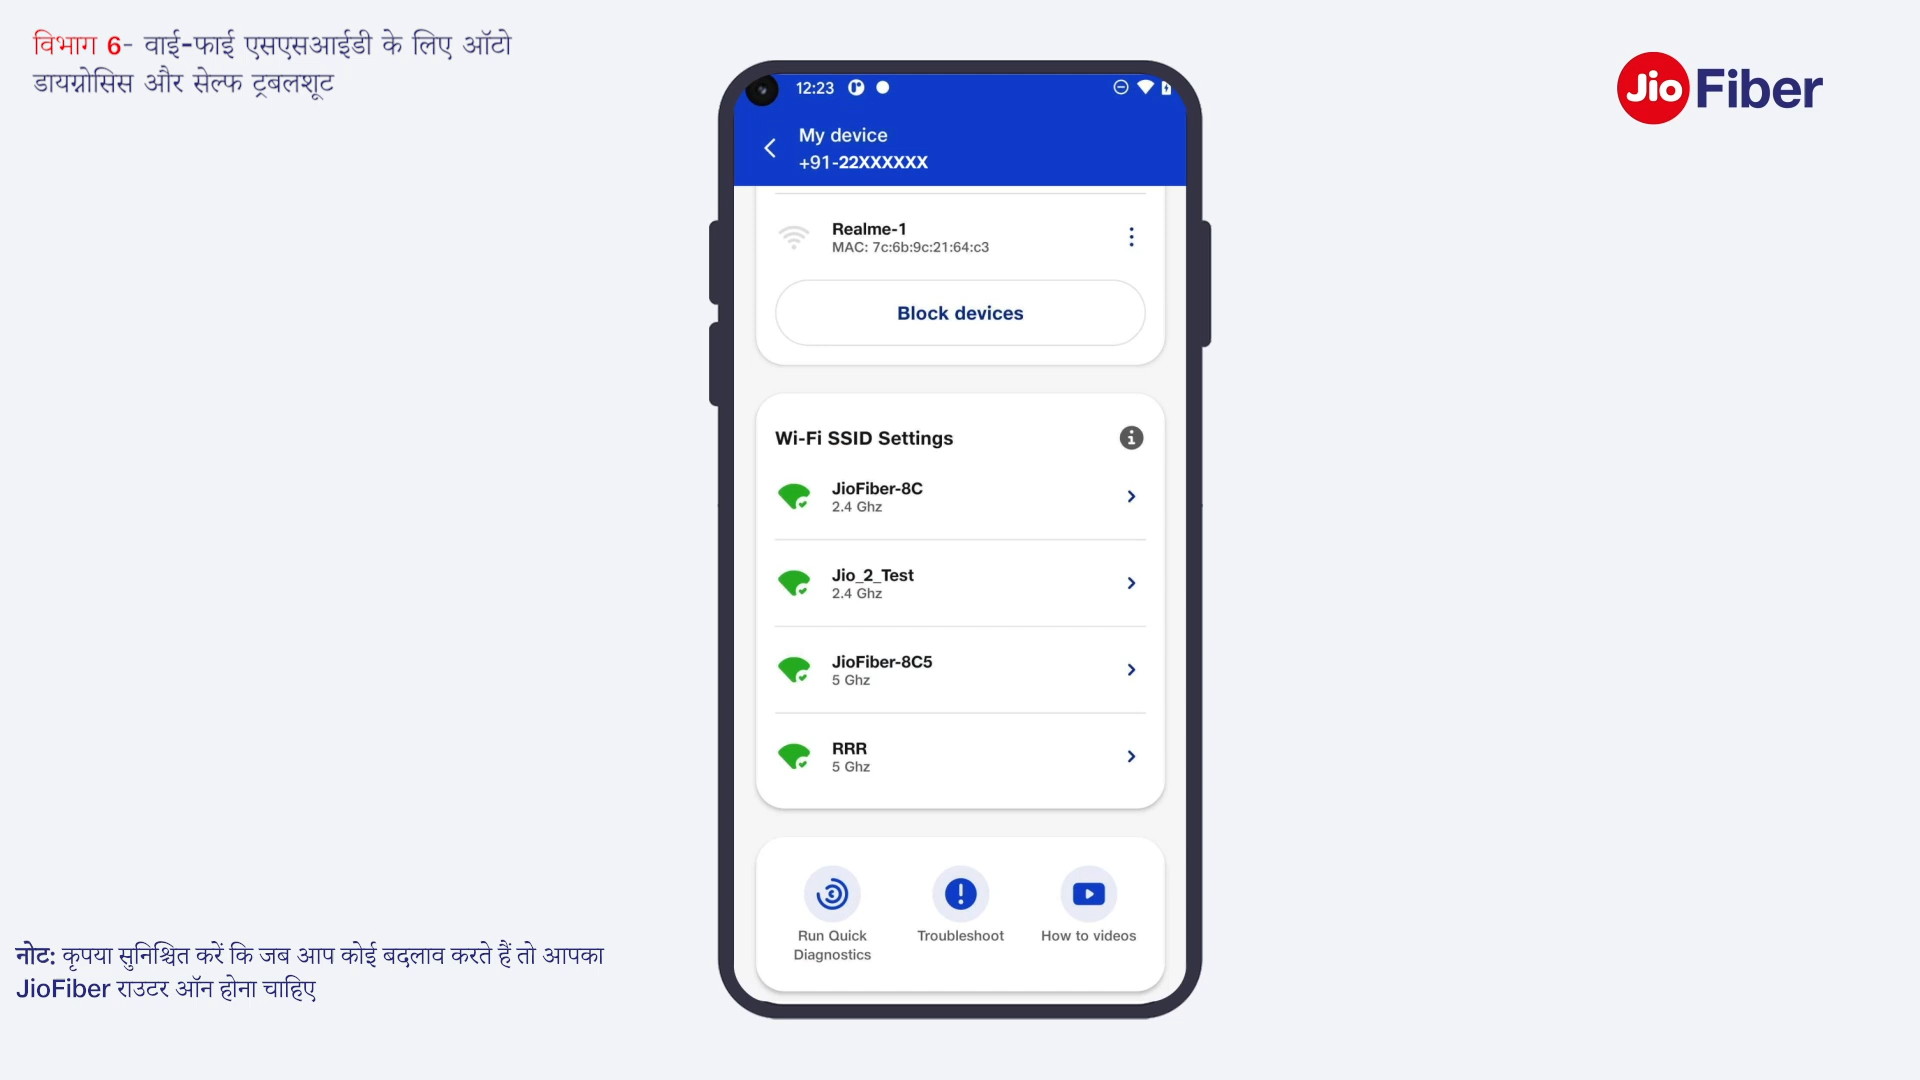 विभाग 6- वाई-फाई एसएसआईडी के लिए ऑटो
डायग्नोसिस और सेल्फ ट्रबलशूट
Jio Fiber
12:23
My device
+91-22XXXXXX
Realme-1
MAC: 7c:6b:9c:21:64:c3
Block devices
Wi-Fi SSID Settings
JioFiber-8C
2.4 Ghz
Jio_2_Test
2.4 Ghz
JioFiber-8C5
5 Ghz
RRR
5 Ghz
Run Quick
Diagnostics
Troubleshoot
How to videos
नोट: कृपया सुनिश्चित करें कि जब आप कोई बदलाव करते हैं तो आपका
JioFiber राउटर ऑन होना चाहिए